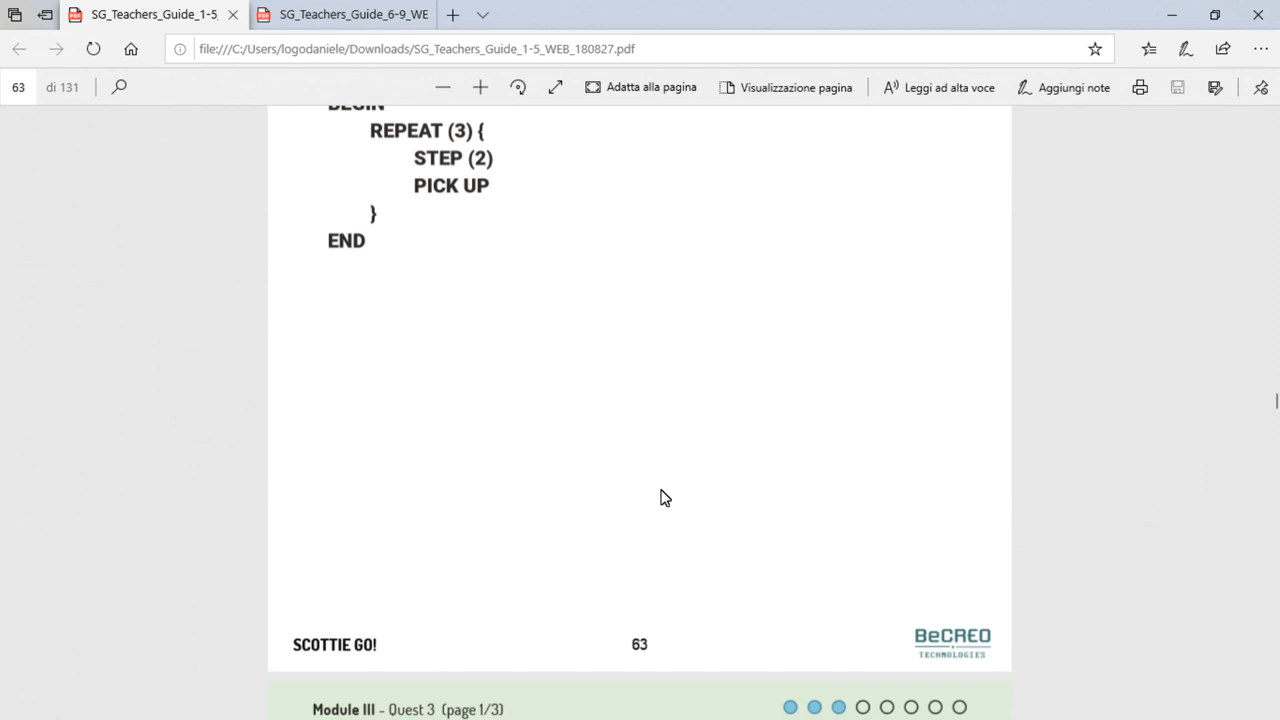 SG_Teachers_Guide_1-5_
SG_Teachers_Guide_6-9_WE
file:///C:/Users/logodaniele/Downloads/SG_Teachers_Guide_1-5_WEB_180827.pdf
63 di 131 Adatta alla pagina Visualizzazione pagina Leggi ad alta voce Aggiungi note
BEGIN
REPEAT (3) {
STEP (2)
PICK UP
}
END
SCOTTIE GO! 63 BeCREO
TECHNOLOGIES
Module III - Quest 3 (page 1/3)